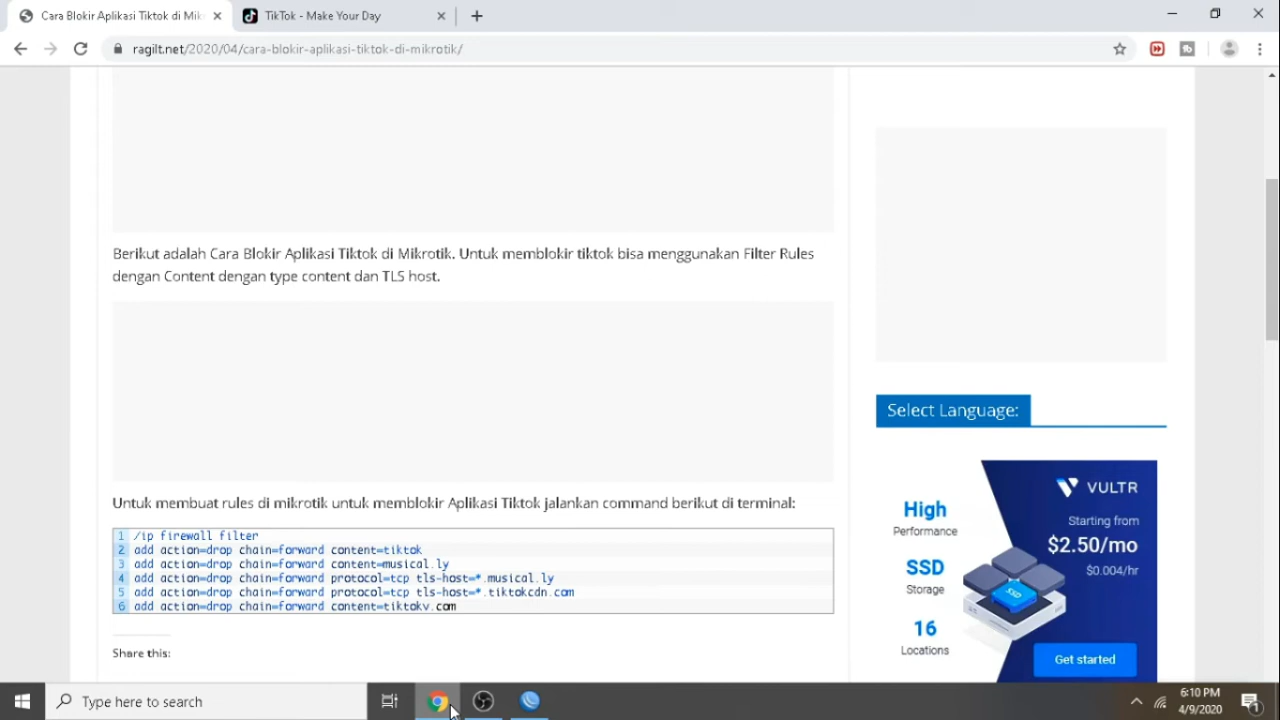 Cara Blokir Aplikasi Tiktok di Mik
TikTok - Make Your Day
ragilt.net/2020/04/cara-blokir-aplikasi-tiktok-di-mikrotik/
Berikut adalah Cara Blokir Aplikasi Tiktok di Mikrotik. Untuk memblokir tiktok bisa menggunakan Filter Rules
dengan Content dengan type content dan TLS host.
Untuk membuat rules di mikrotik untuk memblokir Aplikasi Tiktok jalankan command berikut di terminal:
1 /ip firewall filter
2 add action=drop chain=forward content=tiktok
3 add action=drop chain=forward content=musical.ly
4 add action=drop chain=forward protocol=tcp tls-host=*.musical.ly
5 add action=drop chain=forward protocol=tcp tls-host=*.tiktokcdn.com
6 add action=drop chain=forward content=tiktokv.com
Share this:
Select Language:
VULTR
High
Performance
SSD
Storage
16
Locations
Starting from
$2.50/mo
$0.004/hr
SSD
Get started
Type here to search
6:10 PM
4/9/2020
1